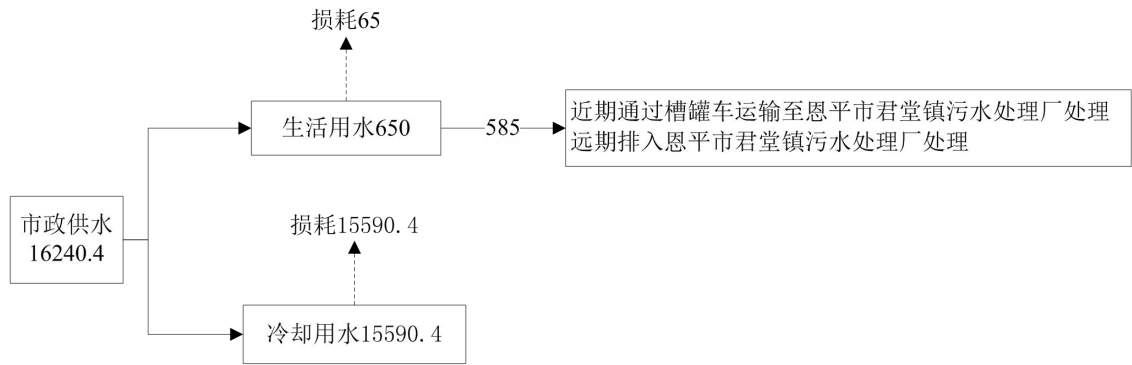 损耗65
生活用水650
585
近期通过槽罐车运输至恩平市君堂镇污水处理厂处理
远期排入恩平市君堂镇污水处理厂处理
市政供水
16240.4
损耗15590.4
冷却用水15590.4